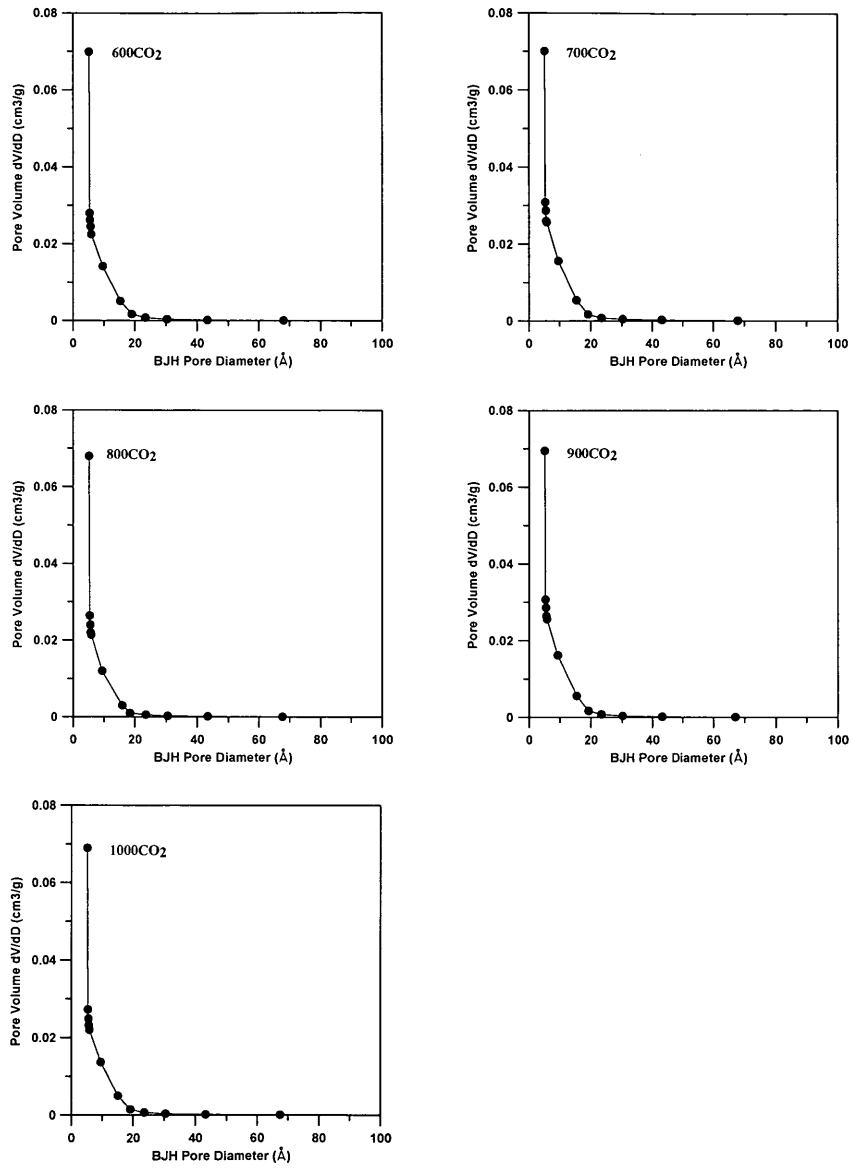 0.08
0.06
0.04
0.02
0
Pore Volume dV/dD (cm3/g)
600CO2
0 20 40 60 80 100
BJH Pore Diameter (Å)
0.08
0.06
0.04
0.02
0
Pore Volume dV/dD (cm3/g)
700CO2
0 20 40 60 80 100
BJH Pore Diameter (Å)
0.08
0.06
0.04
0.02
0
Pore Volume dV/dD (cm3/g)
800CO2
0 20 40 60 80 100
BJH Pore Diameter (Å)
0.08
0.06
0.04
0.02
0
Pore Volume dV/dD (cm3/g)
900CO2
0 20 40 60 80 100
BJH Pore Diameter (Å)
0.08
0.06
0.04
0.02
0
Pore Volume dV/dD (cm3/g)
1000CO2
0 20 40 60 80 100
BJH Pore Diameter (Å)